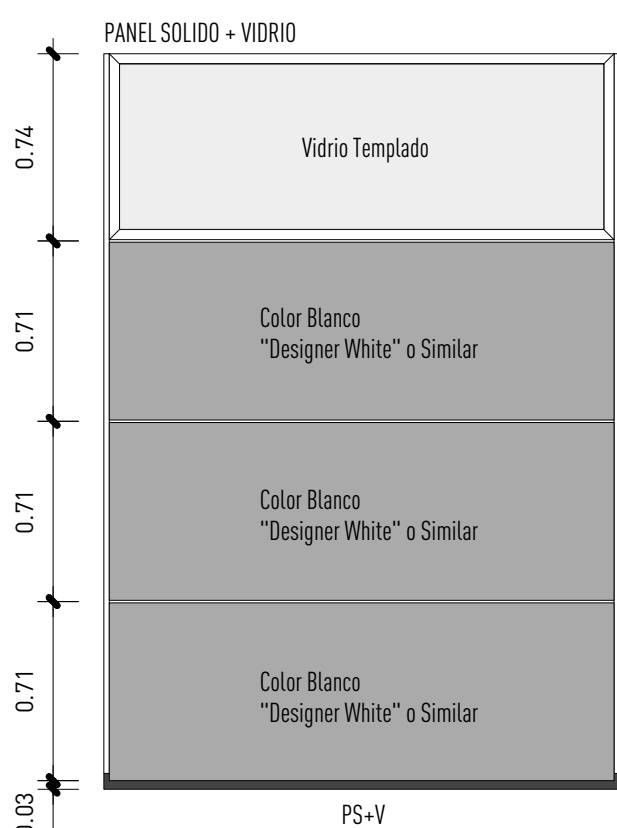 PANEL SOLIDO + VIDRIO
0.74
Vidrio Templado
0.71
Color Blanco
"Designer White" o Similar
0.71
Color Blanco
"Designer White" o Similar
0.71
Color Blanco
"Designer White" o Similar
0.03
PS+V